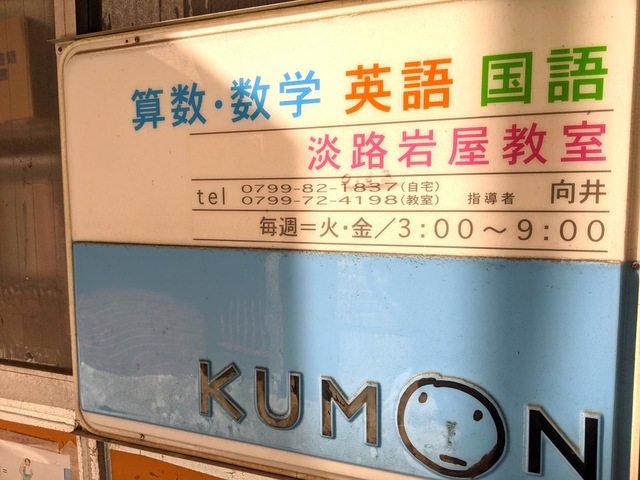 算数・数学 英語 国語
淡路岩屋教室
tel 0799-82-1837(自宅)
0799-72-4198(教室) 指導者 向井
毎週=火・金/3:00～9:00
KUMON